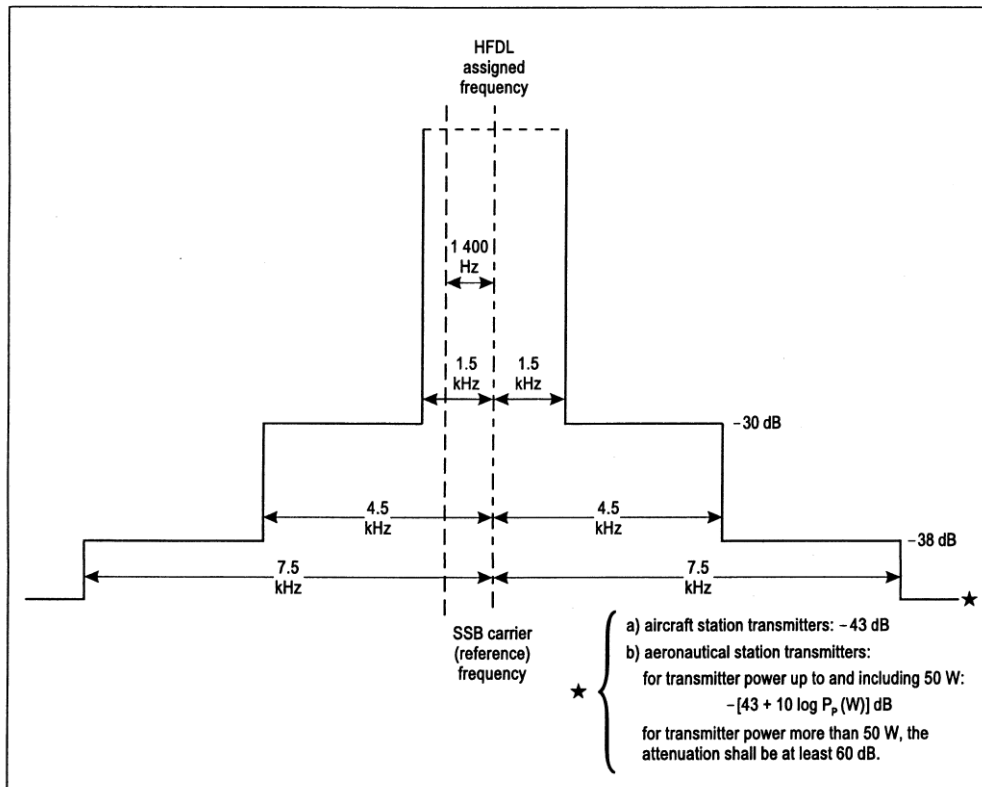 HFDL
assigned
frequency
1 400
Hz
1.5
kHz
1.5
kHz
−30 dB
4.5
kHz
4.5
kHz
−38 dB
7.5
kHz
7.5
kHz
★
SSB carrier
(reference)
frequency
★
a) aircraft station transmitters: −43 dB
b) aeronautical station transmitters:
for transmitter power up to and including 50 W:
−[43 + 10 log Pₚ (W)] dB
for transmitter power more than 50 W, the
attenuation shall be at least 60 dB.